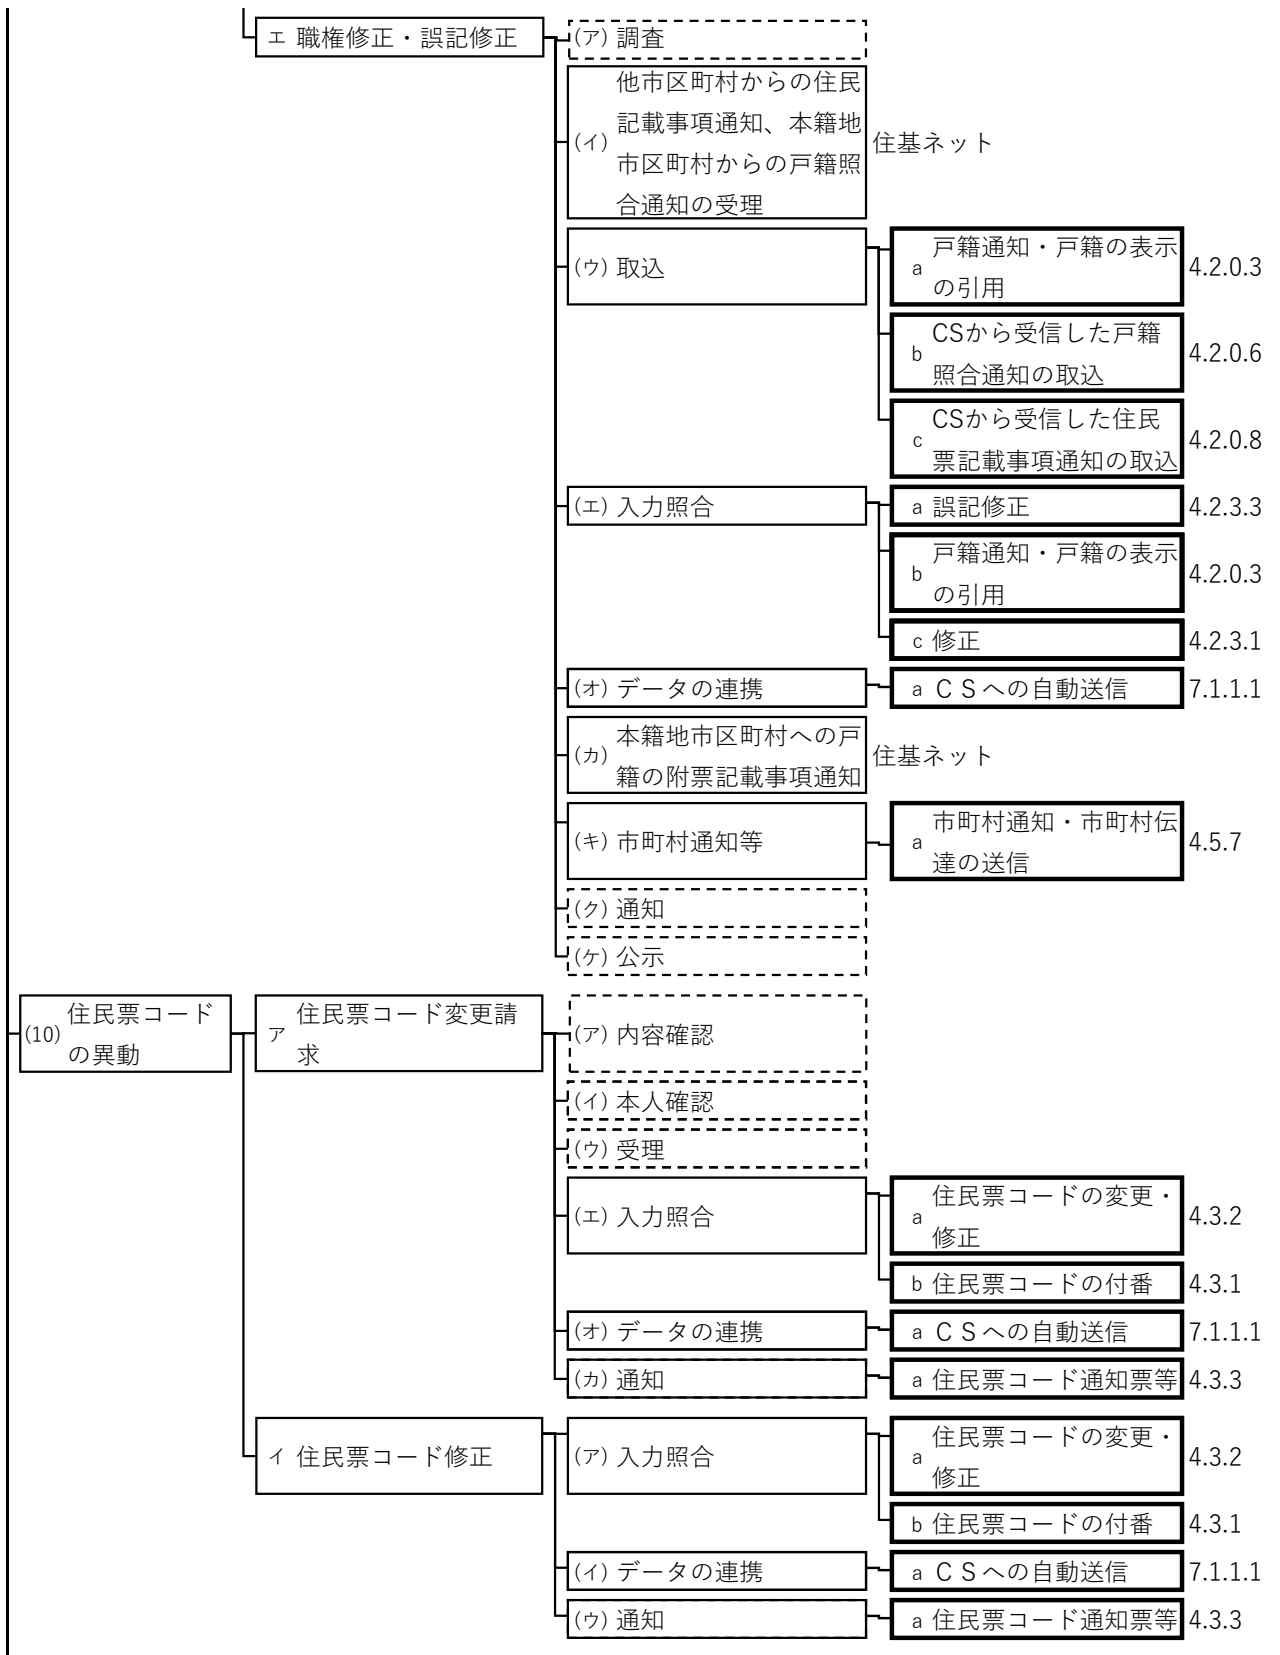 エ 職権修正・誤記修正
(ア) 調査
他市区町村からの住民
記載事項通知、本籍地
(イ)
市区町村からの戸籍照
合通知の受理
住基ネット
(ウ) 取込
戸籍通知・戸籍の表示
a
の引用
4.2.0.3
CSから受信した戸籍
b
照合通知の取込
4.2.0.6
CSから受信した住民
c
票記載事項通知の取込
4.2.0.8
(エ) 入力照合
a 誤記修正
4.2.3.3
戸籍通知・戸籍の表示
b
の引用
4.2.0.3
c 修正
4.2.3.1
(オ) データの連携
a ＣＳへの自動送信
7.1.1.1
本籍地市区町村への戸
(カ)
籍の附票記載事項通知
住基ネット
(キ) 市町村通知等
市町村通知・市町村伝
a
達の送信
4.5.7
(ク) 通知
(ケ) 公示
住民票コード
(10)
の異動
住民票コード変更請
ア
求
(ア) 内容確認
(イ) 本人確認
(ウ) 受理
(エ) 入力照合
住民票コードの変更・
a
修正
4.3.2
b 住民票コードの付番
4.3.1
(オ) データの連携
a ＣＳへの自動送信
7.1.1.1
(カ) 通知
a 住民票コード通知票等
4.3.3
イ 住民票コード修正
(ア) 入力照合
住民票コードの変更・
a
修正
4.3.2
b 住民票コードの付番
4.3.1
(イ) データの連携
a ＣＳへの自動送信
7.1.1.1
(ウ) 通知
a 住民票コード通知票等
4.3.3